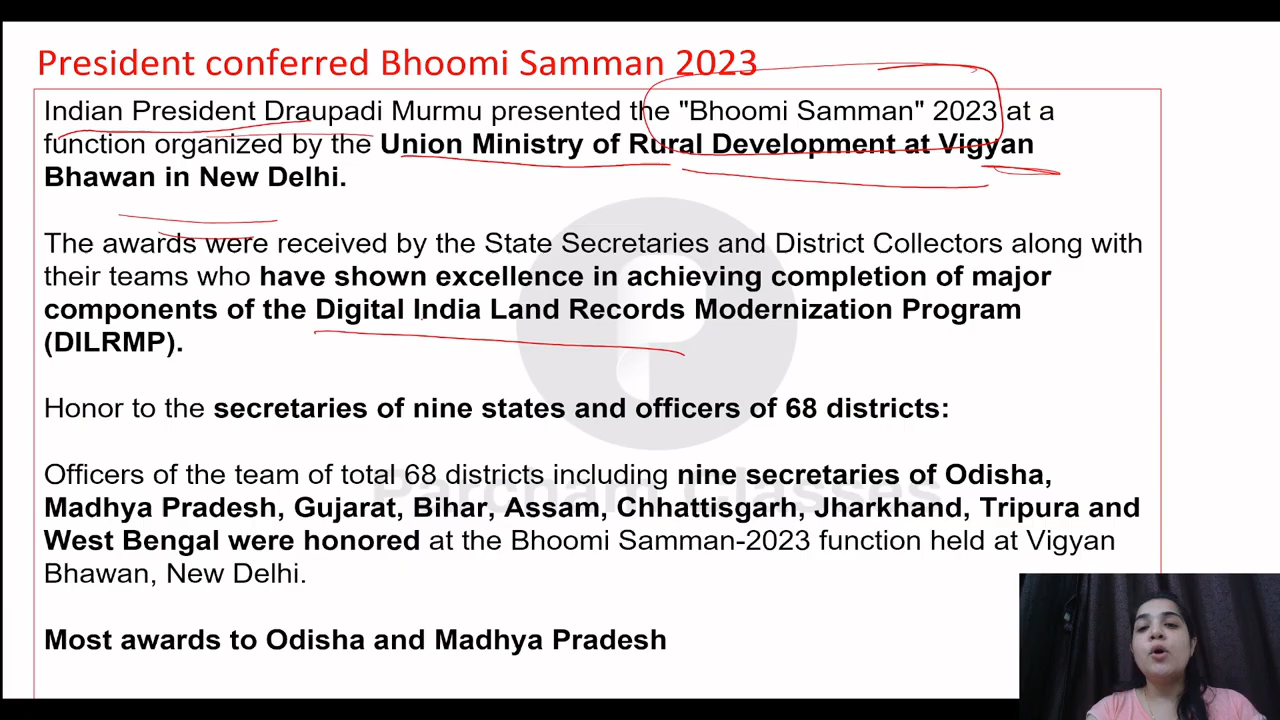 President conferred Bhoomi Samman 2023
Indian President Draupadi Murmu presented the "Bhoomi Samman" 2023 at a
function organized by the Union Ministry of Rural Development at Vigyan
Bhawan in New Delhi.
The awards were received by the State Secretaries and District Collectors along with
their teams who have shown excellence in achieving completion of major
components of the Digital India Land Records Modernization Program
(DILRMP).
Honor to the secretaries of nine states and officers of 68 districts:
Officers of the team of total 68 districts including nine secretaries of Odisha,
Parcham Classes
Madhya Pradesh, Gujarat, Bihar, Assam, Chhattisgarh, Jharkhand, Tripura and
West Bengal were honored at the Bhoomi Samman-2023 function held at Vigyan
Bhawan, New Delhi.
Most awards to Odisha and Madhya Pradesh